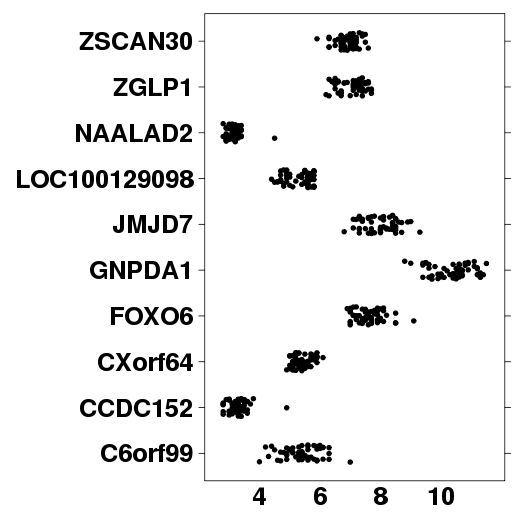 ZSCAN30
ZGLP1
NAALAD2
LOC100129098
JMJD7
GNPDA1
FOXO6
CXorf64
CCDC152
C6orf99
4 6 8 10